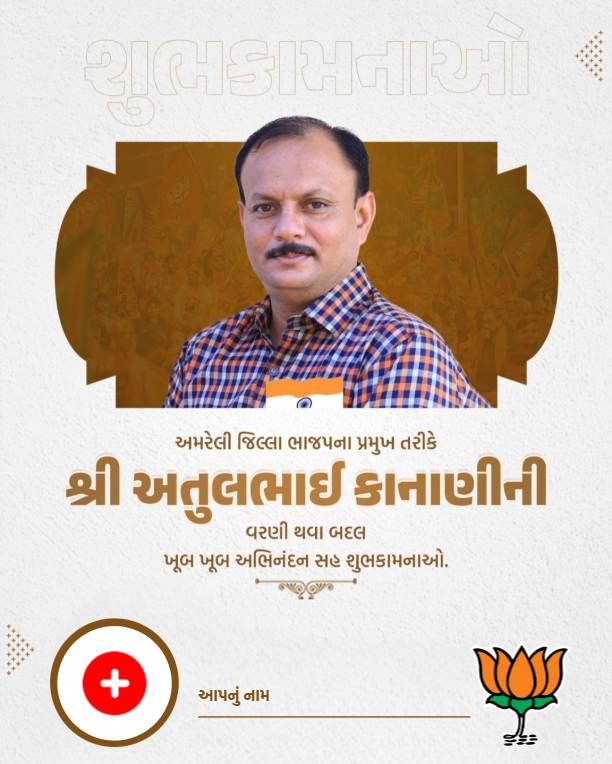 શુભકામનાઓ
અમરેલી જિલ્લા ભાજપના પ્રમુખ તરીકે
શ્રી અતુલભાઈ કાનાણીની
વરણી થવા બદલ
ખૂબ ખૂબ અભિનંદન સહ શુભકામનાઓ.
આપનું નામ